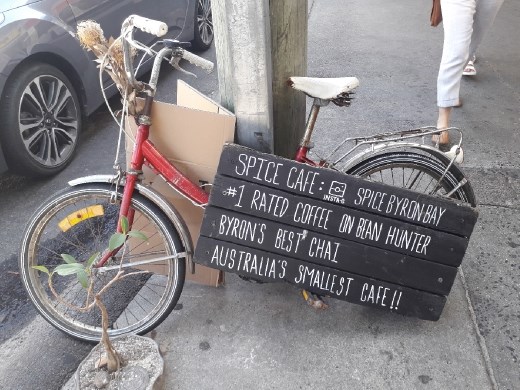 SPICE CAFE: INSTA-G SPICEBYRONBAY
#1 RATED COFFEE ON BEAN HUNTER
BYRON'S BEST CHAI
AUSTRALIA'S SMALLEST CAFE!!